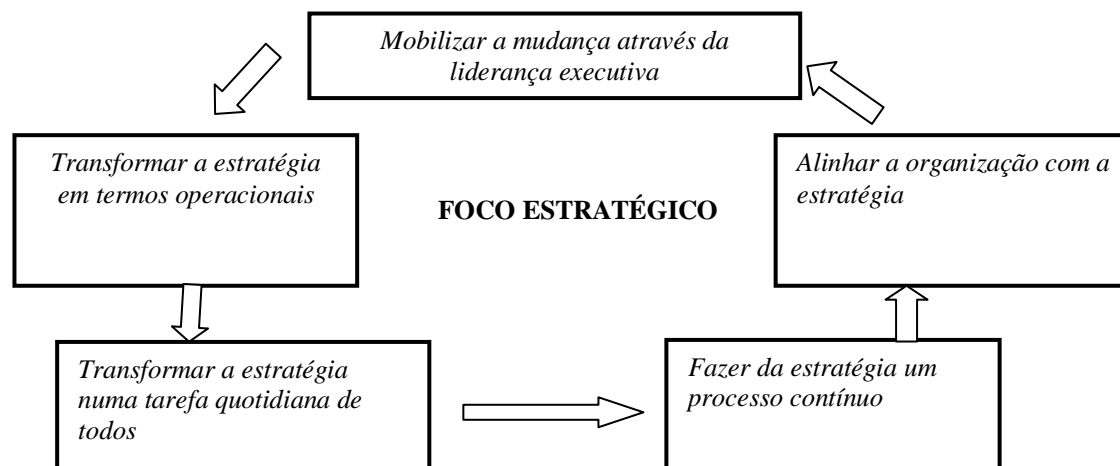 Mobilizar a mudança através da
liderança executiva
Transformar a estratégia
em termos operacionais
FOCO ESTRATÉGICO
Alinhar a organização com a
estratégia
Transformar a estratégia
numa tarefa quotidiana de
todos
Fazer da estratégia um
processo contínuo